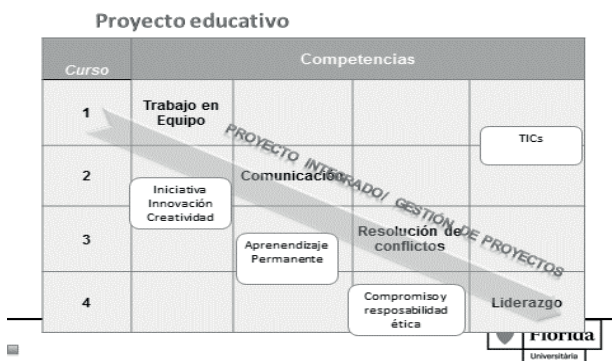 Proyecto educativo
Curso
Competencias
1
Trabajo en
Equipo
TICs
PROYECTO INTEGRADO/ GESTIÓN DE PROYECTOS
2
Comunicación
Iniciativa
Innovación
Creatividad
3
Aprenendizaje
Permanente
Resolución de
conflictos
4
Compromiso y
resposabilidad
ética
Liderazgo
Florida
Universitària